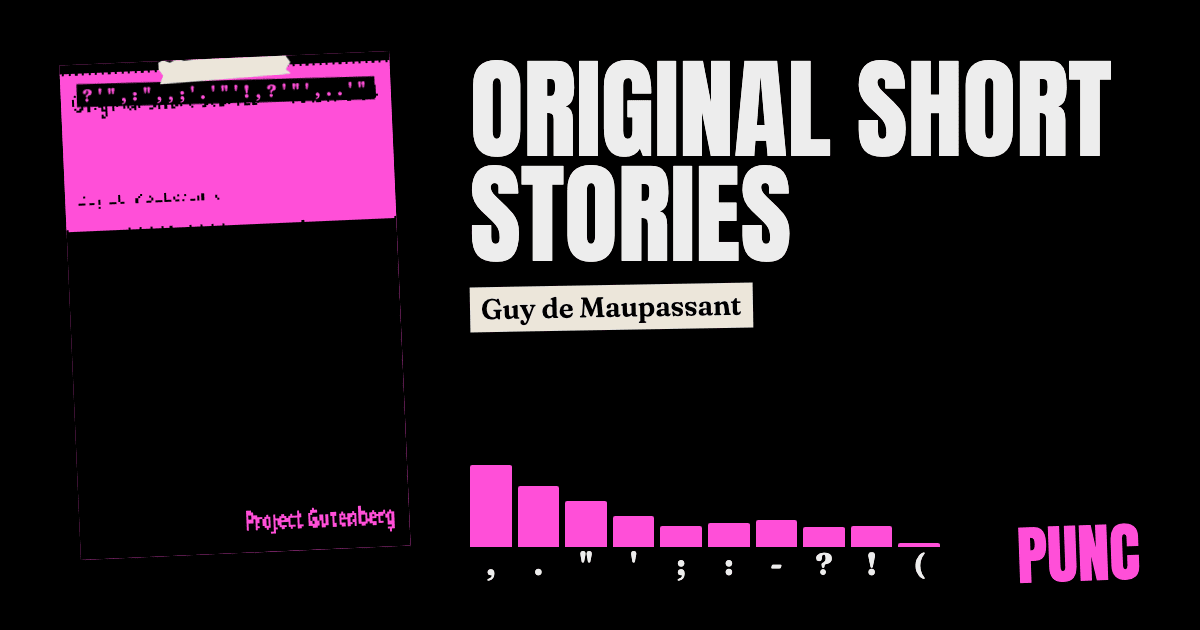 ?'",:",,;'.'"'!,?'"',..'"
Project Gutenberg
ORIGINAL SHORT
STORIES
Guy de Maupassant
, . " ' ; : - ? ! (
PUNC